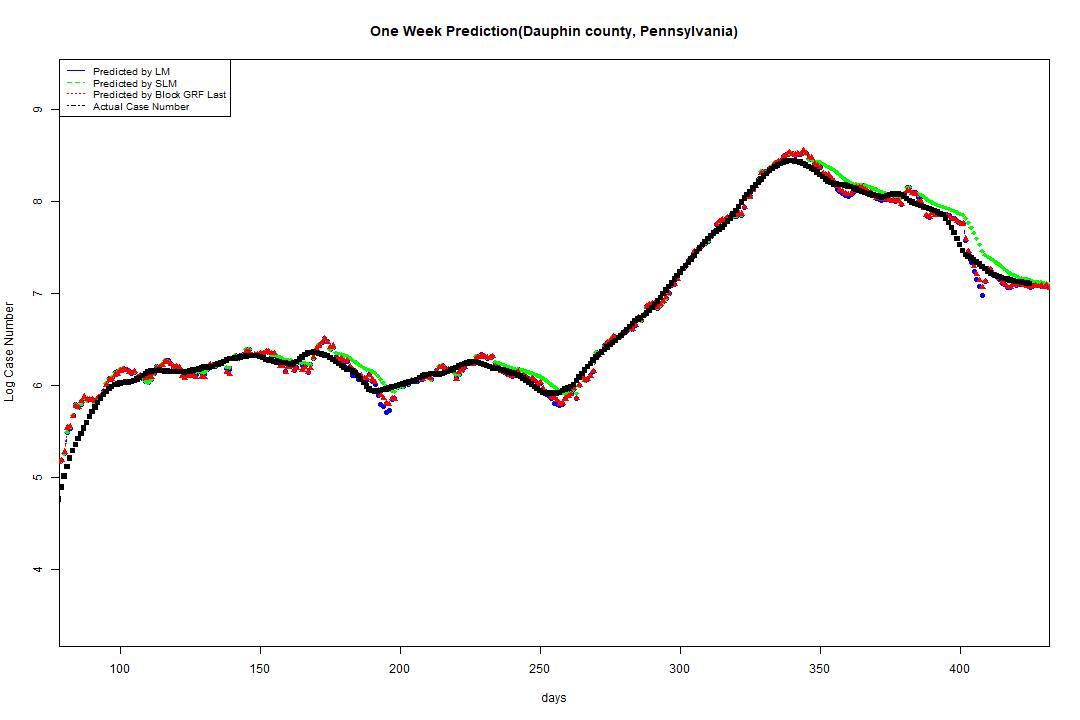 One Week Prediction(Dauphin county, Pennsylvania)
Predicted by LM
Predicted by SLM
Predicted by Block GRF Last
Actual Case Number
9
8
7
6
5
4
Log Case Number
100 150 200 250 300 350 400
days